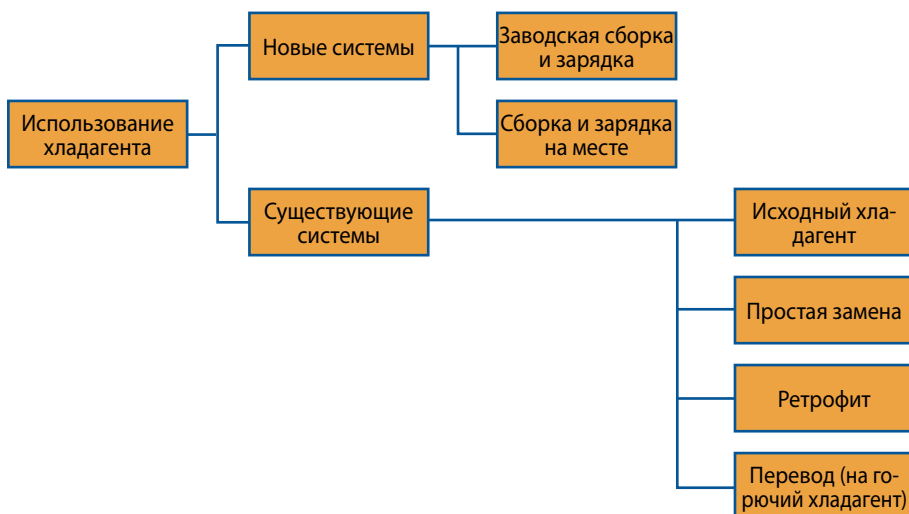 Использование
хладагента
Новые системы
Заводская сборка
и зарядка
Сборка и зарядка
на месте
Существующие
системы
Исходный хла-
дагент
Простая замена
Ретрофит
Перевод (на го-
рючий хладагент)